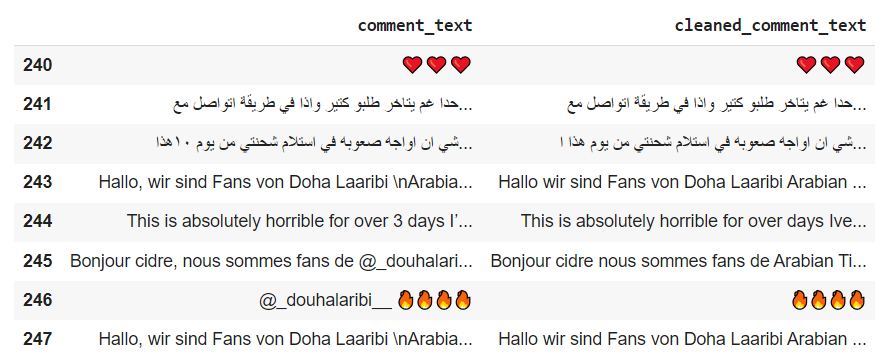 comment_text cleaned_comment_text
240 ❤️❤️❤️ ❤️❤️❤️
241 حدا غم يتاخر طلبو كتير واذا في طريقة اتواصل مع... حدا غم يتاخر طلبو كتير واذا في طريقة اتواصل مع...
242 شي ان اواجه صعوبه في استلام شحنتي من يوم ١٠هذا... شي ان اواجه صعوبه في استلام شحنتي من يوم هذا ا...
243 Hallo, wir sind Fans von Doha Laaribi \nArabia... Hallo wir sind Fans von Doha Laaribi Arabian ...
244 This is absolutely horrible for over 3 days I’... This is absolutely horrible for over days Ive...
245 Bonjour cidre, nous sommes fans de @_douhalari... Bonjour cidre nous sommes fans de Arabian Ti...
246 @_douhalaribi__ 🔥🔥🔥🔥 🔥🔥🔥🔥
247 Hallo, wir sind Fans von Doha Laaribi \nArabia... Hallo wir sind Fans von Doha Laaribi Arabian ...